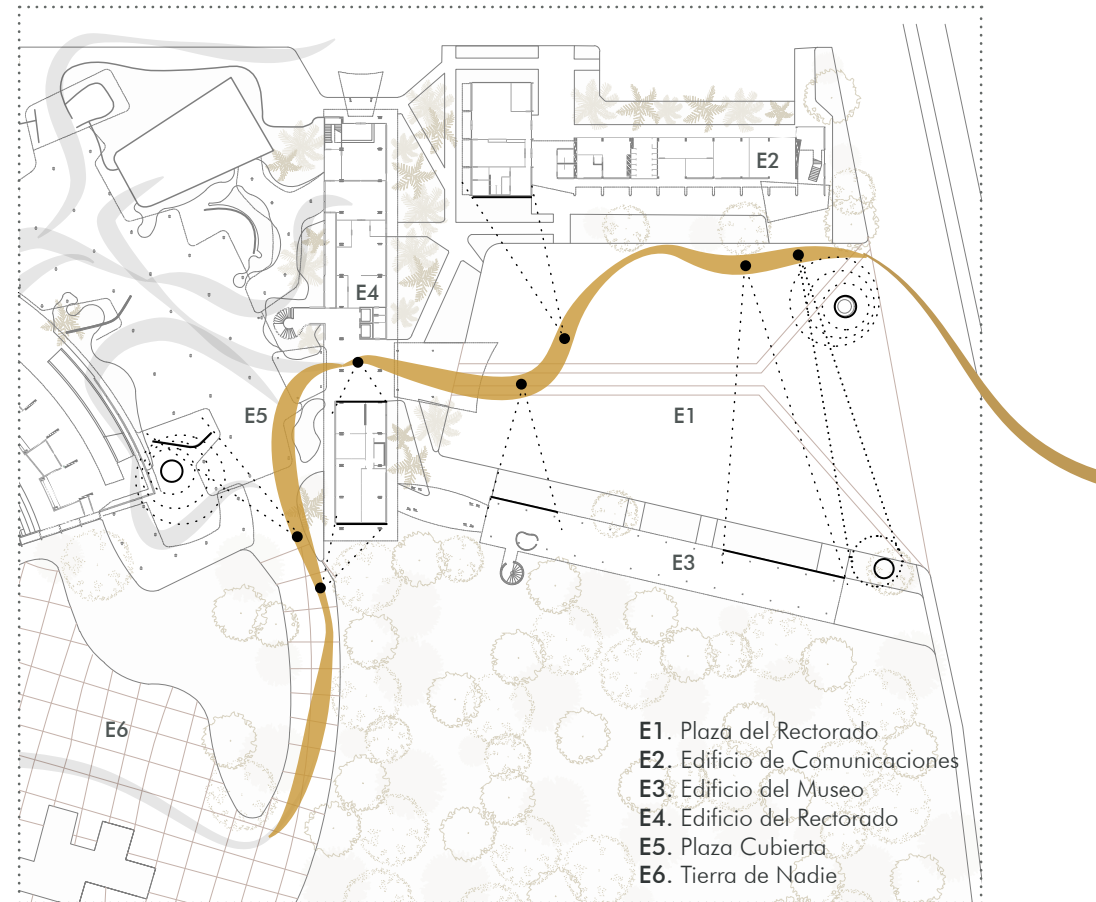 E2
E4
E5
E1
E3
E6
E1. Plaza del Rectorado
E2. Edificio de Comunicaciones
E3. Edificio del Museo
E4. Edificio del Rectorado
E5. Plaza Cubierta
E6. Tierra de Nadie